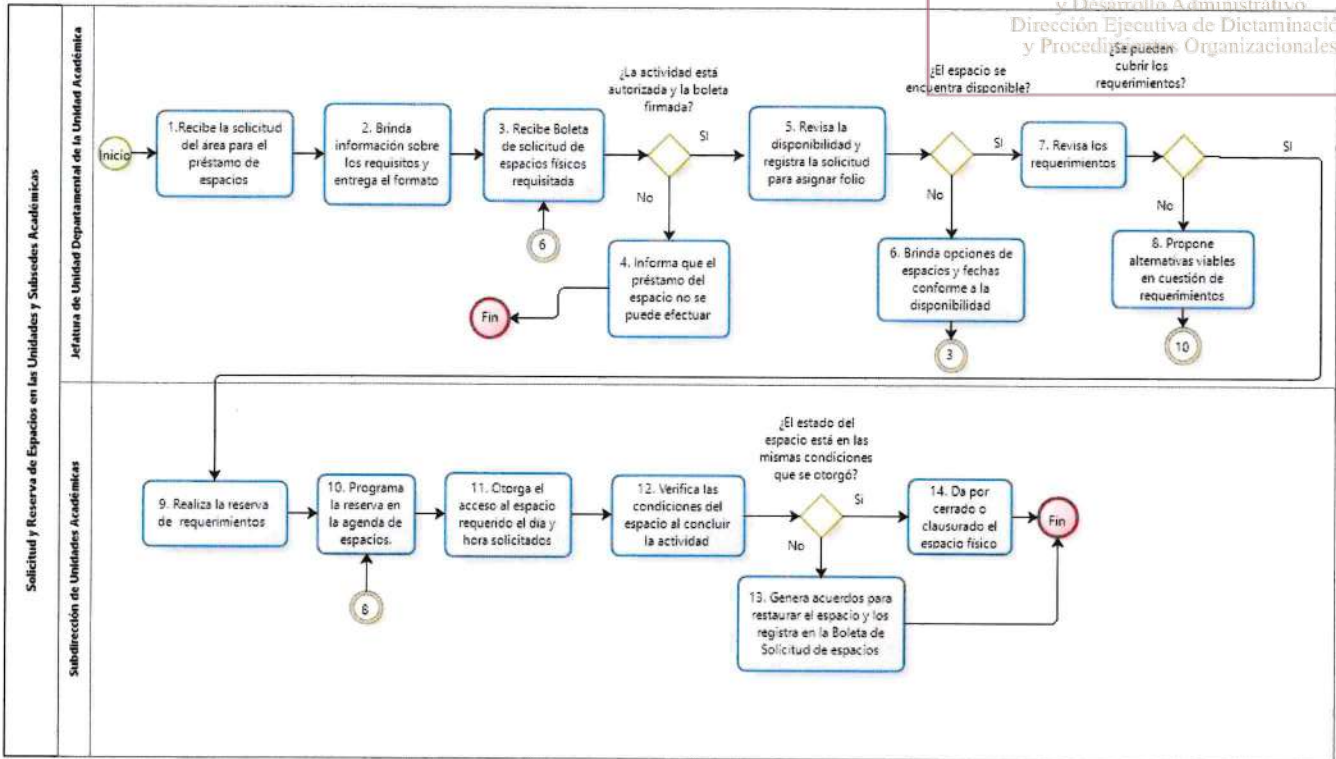 y Desarrollo Administrativo
Dirección Ejecutiva de Dictaminació
y Procedimientos Organizacionales
Solicitud y Reserva de Espacios en las Unidades y Subsedes Académicas
Jefatura de Unidad Departamental de la Unidad Académica
Inicio
1.Recibe la solicitud
del área para el
préstamo de
espacios
2. Brinda
información sobre
los requisitos y
entrega el formato
3. Recibe Boleta
de solicitud de
espacios físicos
requisitada
6
¿La actividad está
autorizada y la boleta
firmada?
SI
No
4. Informa que el
préstamo del
espacio no se
puede efectuar
Fin
5. Revisa la
disponibilidad y
registra la solicitud
para asignar folio
¿El espacio se
encuentra disponible?
SI
No
6. Brinda opciones de
espacios y fechas
conforme a la
disponibilidad
3
7. Revisa los
requerimientos
¿Se pueden
cubrir los
requerimientos?
SI
No
8. Propone
alternativas viables
en cuestión de
requerimientos
10
Subdirección de Unidades Académicas
9. Realiza la reserva
de requerimientos
10. Programa
la reserva en
la agenda de
espacios.
8
11. Otorga el
acceso al espacio
requerido el día y
hora solicitados
12. Verifica las
condiciones del
espacio al concluir
la actividad
¿El estado del
espacio está en las
mismas condiciones
que se otorgó?
Si
No
13. Genera acuerdos para
restaurar el espacio y los
registra en la Boleta de
Solicitud de espacios
14. Da por
cerrado o
clausurado el
espacio físico
Fin